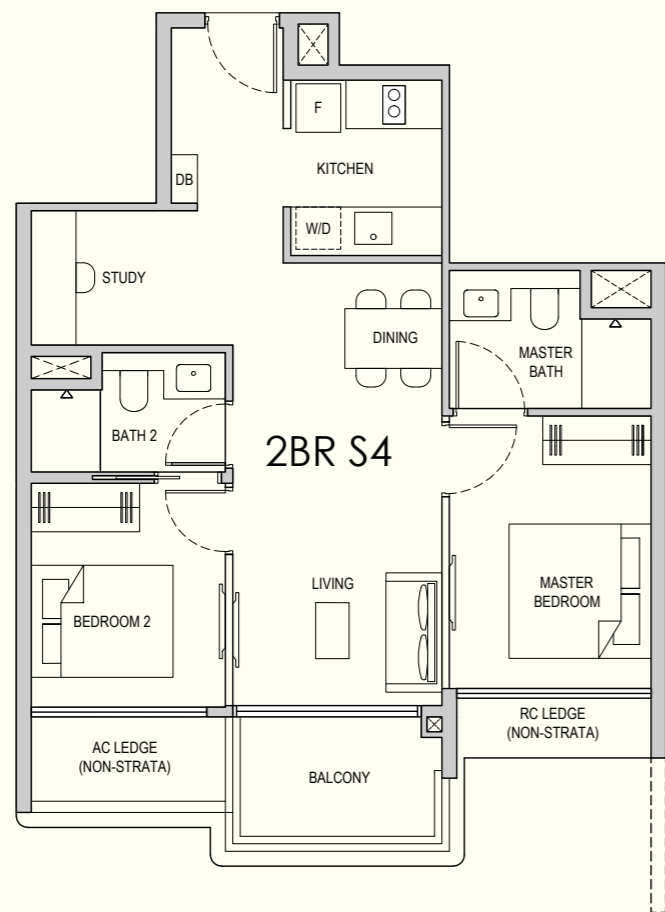 F
KITCHEN
DB
W/D
STUDY
DINING
MASTER
BATH
BATH 2
2BR S4
LIVING
MASTER
BEDROOM
BEDROOM 2
RC LEDGE
(NON-STRATA)
AC LEDGE
(NON-STRATA)
BALCONY